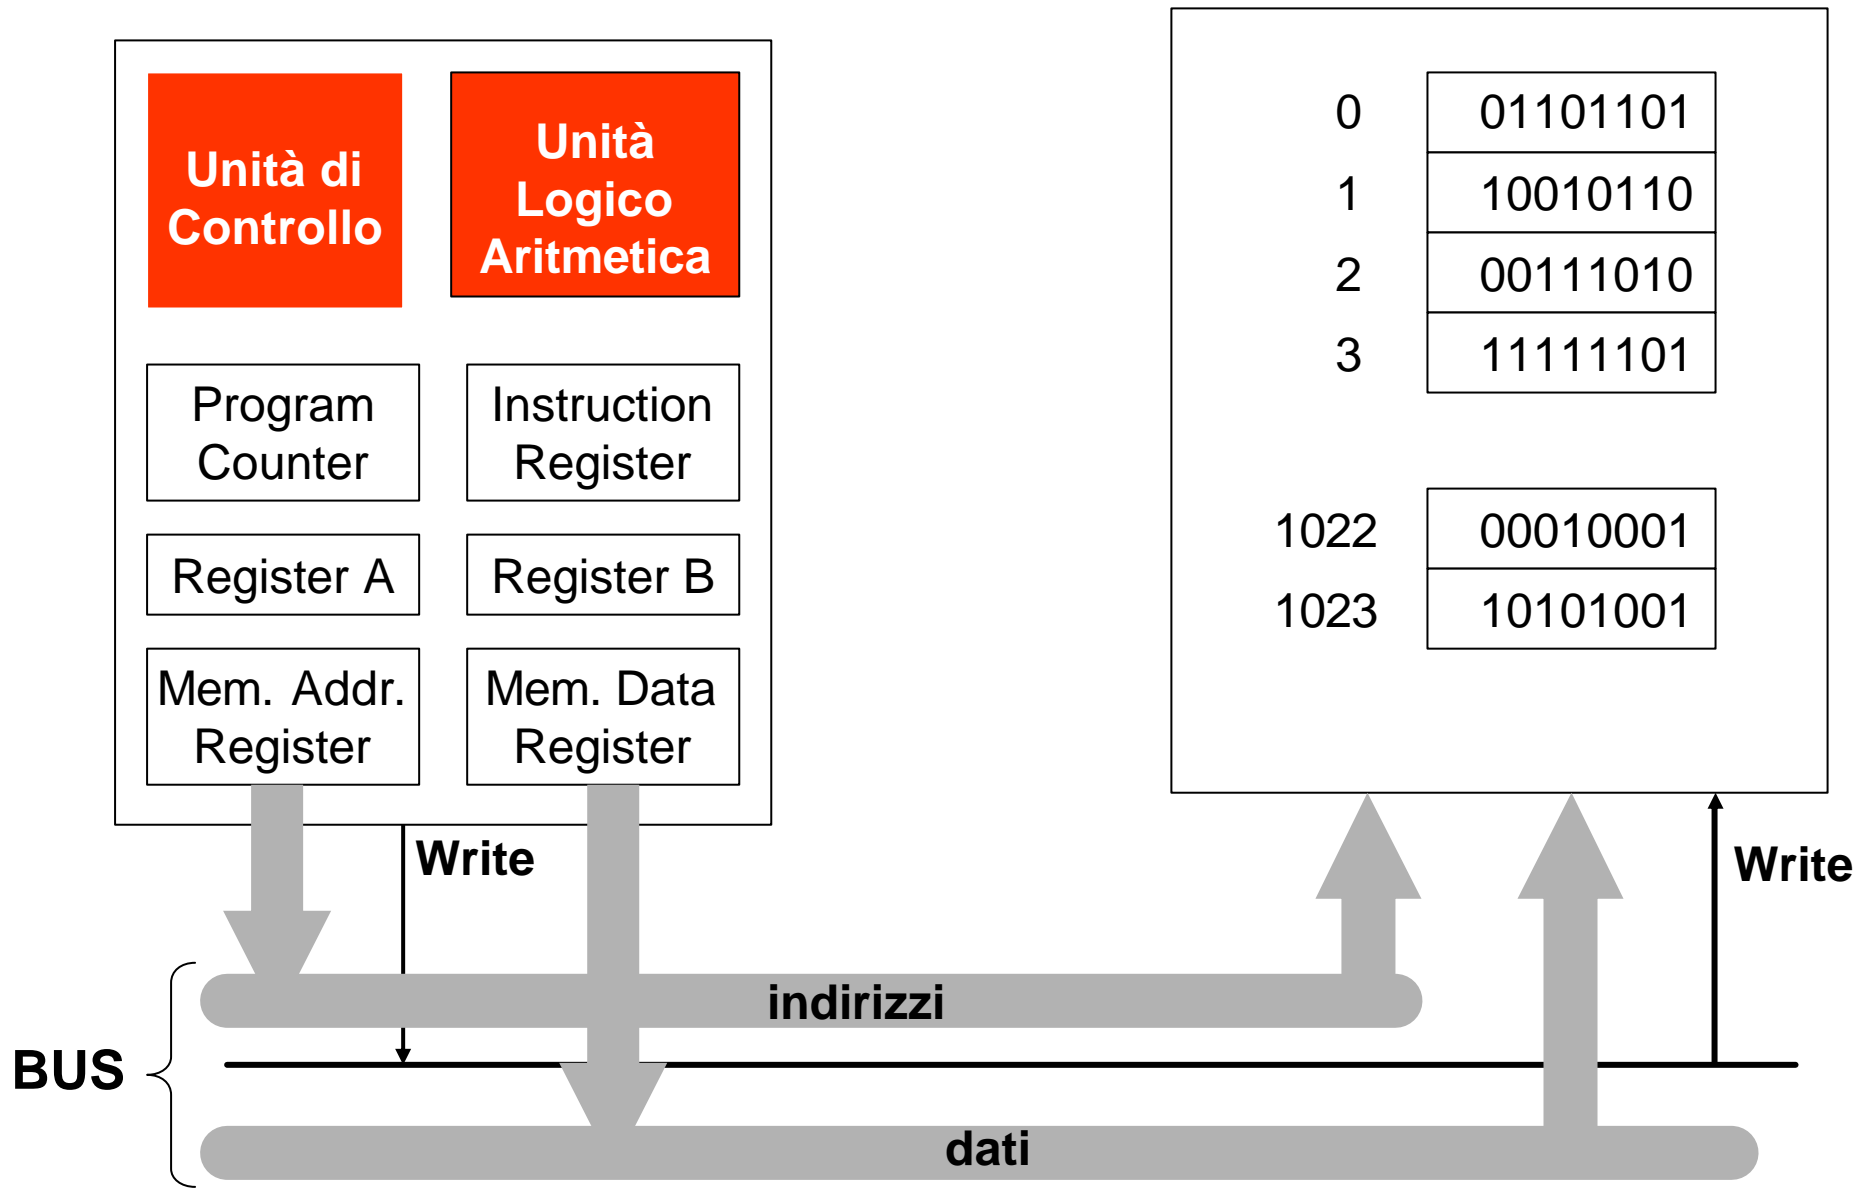 Unità di
Controllo
Unità
Logico
Aritmetica
Program
Counter
Instruction
Register
Register A
Register B
Mem. Addr.
Register
Mem. Data
Register
0 01101101
1 10010110
2 00111010
3 11111101
1022 00010001
1023 10101001
Write
Write
indirizzi
BUS
dati